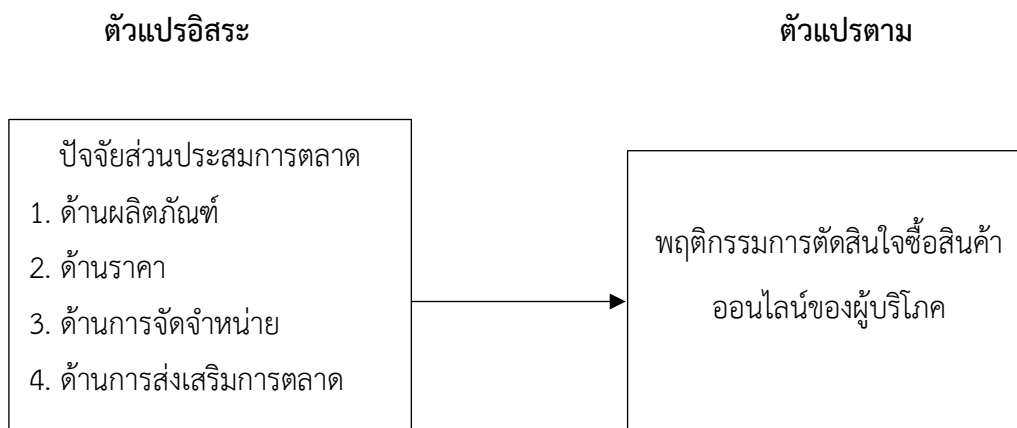 ตัวแปรอิสระ
ตัวแปรตาม
ปัจจัยส่วนประสมการตลาด
1. ด้านผลิตภัณฑ์
2. ด้านราคา
3. ด้านการจัดจำหน่าย
4. ด้านการส่งเสริมการตลาด
พฤติกรรมการตัดสินใจซื้อสินค้า
ออนไลน์ของผู้บริโภค